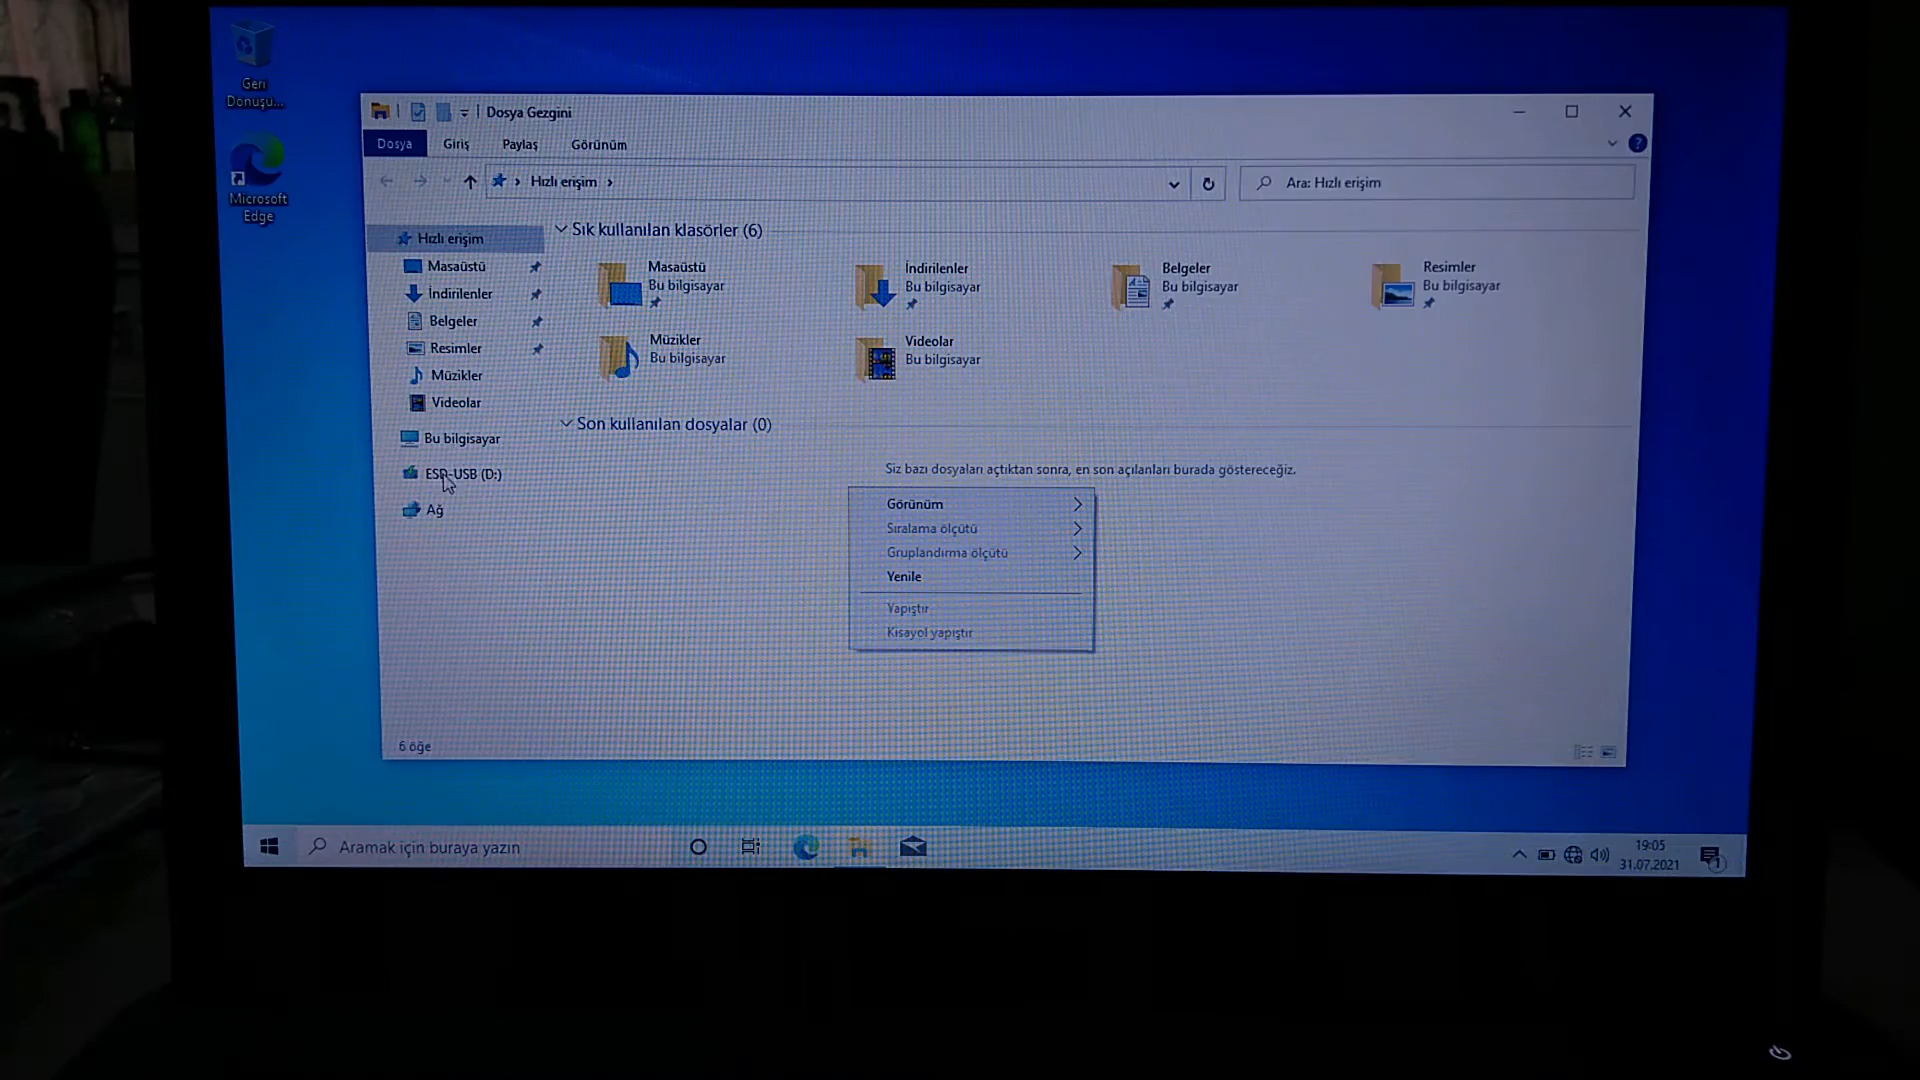 Geri
Dönüşü...
Microsoft
Edge
Dosya Gezgini
Dosya
Giriş
Paylaş
Görünüm
?
Hızlı erişim
Ara: Hızlı erişim
Hızlı erişim
Masaüstü
İndirilenler
Belgeler
Resimler
Müzikler
Videolar
Bu bilgisayar
ESD-USB (D:)
Ağ
Sık kullanılan klasörler (6)
Masaüstü
Bu bilgisayar
İndirilenler
Bu bilgisayar
Belgeler
Bu bilgisayar
Resimler
Bu bilgisayar
Müzikler
Bu bilgisayar
Videolar
Bu bilgisayar
Son kullanılan dosyalar (0)
Siz bazı dosyaları açtıktan sonra, en son açılanları burada göstereceğiz.
Görünüm
Sıralama ölçütü
Gruplandırma ölçütü
Yenile
Yapıştır
Kısayol yapıştır
6 öğe
Aramak için buraya yazın
19:05
31.07.2021
1